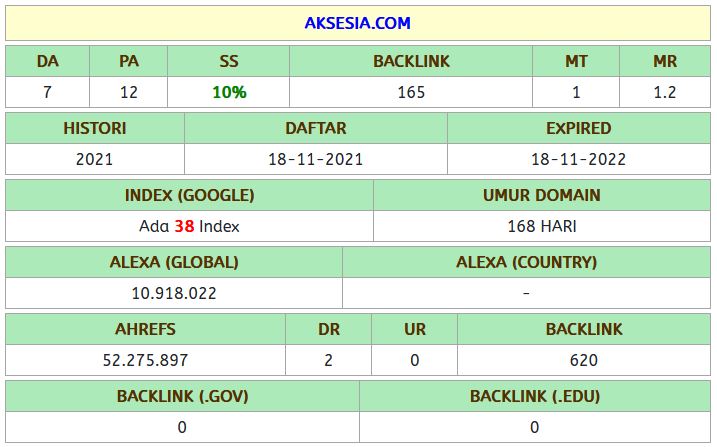 AKSESIA.COM
DA PA SS BACKLINK MT MR
7 12 10% 165 1 1.2
HISTORI DAFTAR EXPIRED
2021 18-11-2021 18-11-2022
INDEX (GOOGLE) UMUR DOMAIN
Ada 38 Index 168 HARI
ALEXA (GLOBAL) ALEXA (COUNTRY)
10.918.022 -
AHREFS DR UR BACKLINK
52.275.897 2 0 620
BACKLINK (.GOV) BACKLINK (.EDU)
0 0